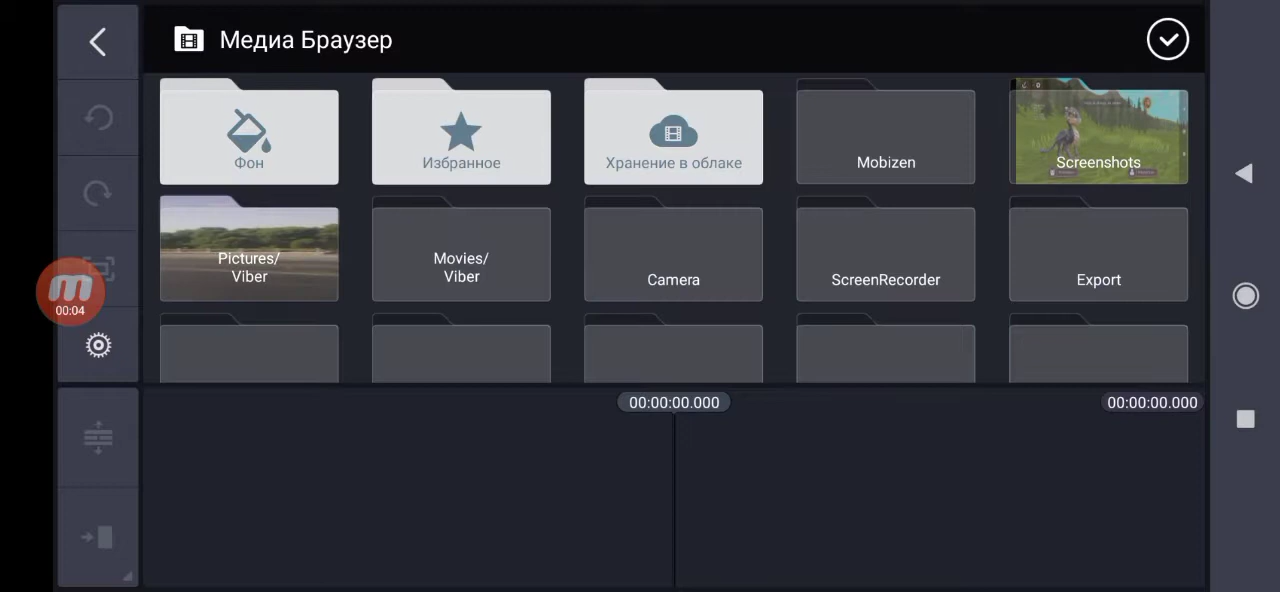 Медиа Браузер
Фон
Избранное
Хранение в облаке
Mobizen
Screenshots
Pictures/
Viber
Movies/
Viber
Camera
ScreenRecorder
Export
00:04
00:00:00.000
00:00:00.000